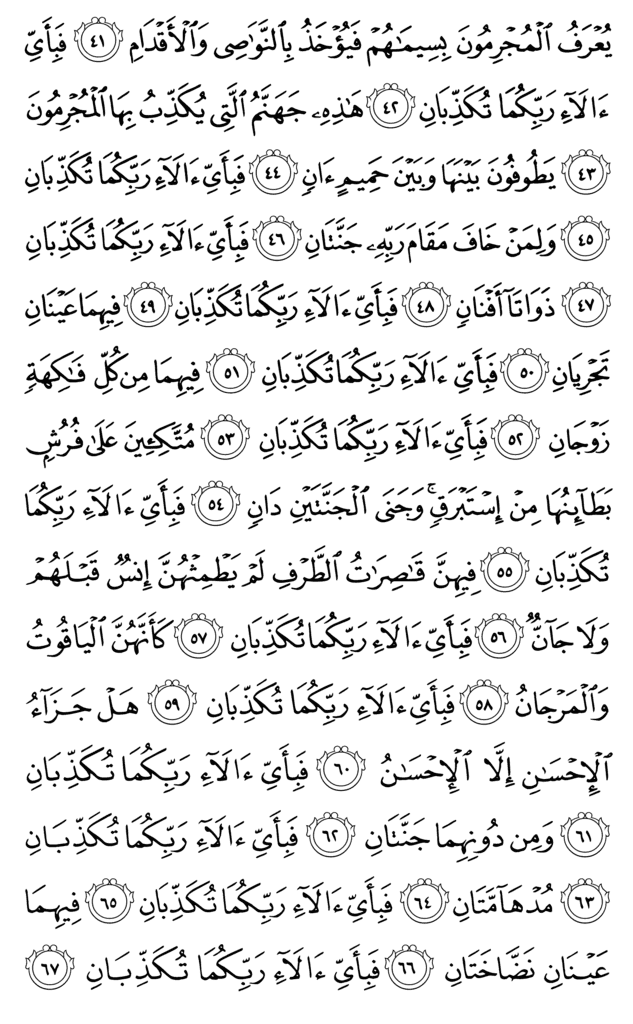 يُعۡرَفُ ٱلۡمُجۡرِمُونَ بِسِيمَٰهُمۡ فَيُؤۡخَذُ بِٱلنَّوَٰصِي وَٱلۡأَقۡدَامِ ٤١ فَبِأَيِّ
ءَالَآءِ رَبِّكُمَا تُكَذِّبَانِ ٤٢ هَٰذِهِۦ جَهَنَّمُ ٱلَّتِي يُكَذِّبُ بِهَا ٱلۡمُجۡرِمُونَ
٤٣ يَطُوفُونَ بَيۡنَهَا وَبَيۡنَ حَمِيمٍ ءَانٖ ٤٤ فَبِأَيِّ ءَالَآءِ رَبِّكُمَا تُكَذِّبَانِ
٤٥ وَلِمَنۡ خَافَ مَقَامَ رَبِّهِۦ جَنَّتَانِ ٤٦ فَبِأَيِّ ءَالَآءِ رَبِّكُمَا تُكَذِّبَانِ
٤٧ ذَوَاتَآ أَفۡنَانٖ ٤٨ فَبِأَيِّ ءَالَآءِ رَبِّكُمَا تُكَذِّبَانِ ٤٩ فِيهِمَا عَيۡنَانِ
تَجۡرِيَانِ ٥٠ فَبِأَيِّ ءَالَآءِ رَبِّكُمَا تُكَذِّبَانِ ٥١ فِيهِمَا مِن كُلِّ فَٰكِهَةٖ
زَوۡجَانِ ٥٢ فَبِأَيِّ ءَالَآءِ رَبِّكُمَا تُكَذِّبَانِ ٥٣ مُتَّكِـِٔينَ عَلَىٰ فُرُشِۭ
بَطَآئِنُهَا مِنۡ إِسۡتَبۡرَقٖۚ وَجَنَى ٱلۡجَنَّتَيۡنِ دَانٖ ٥٤ فَبِأَيِّ ءَالَآءِ رَبِّكُمَا
تُكَذِّبَانِ ٥٥ فِيهِنَّ قَٰصِرَٰتُ ٱلطَّرۡفِ لَمۡ يَطۡمِثۡهُنَّ إِنسٞ قَبۡلَهُمۡ
وَلَا جَآنّٞ ٥٦ فَبِأَيِّ ءَالَآءِ رَبِّكُمَا تُكَذِّبَانِ ٥٧ كَأَنَّهُنَّ ٱلۡيَاقُوتُ
وَٱلۡمَرۡجَانُ ٥٨ فَبِأَيِّ ءَالَآءِ رَبِّكُمَا تُكَذِّبَانِ ٥٩ هَلۡ جَزَآءُ
ٱلۡإِحۡسَٰنِ إِلَّا ٱلۡإِحۡسَٰنُ ٦٠ فَبِأَيِّ ءَالَآءِ رَبِّكُمَا تُكَذِّبَانِ
٦١ وَمِن دُونِهِمَا جَنَّتَانِ ٦٢ فَبِأَيِّ ءَالَآءِ رَبِّكُمَا تُكَذِّبَانِ
٦٣ مُدۡهَآمَّتَانِ ٦٤ فَبِأَيِّ ءَالَآءِ رَبِّكُمَا تُكَذِّبَانِ ٦٥ فِيهِمَا
عَيۡنَانِ نَضَّاخَتَانِ ٦٦ فَبِأَيِّ ءَالَآءِ رَبِّكُمَا تُكَذِّبَانِ ٦٧